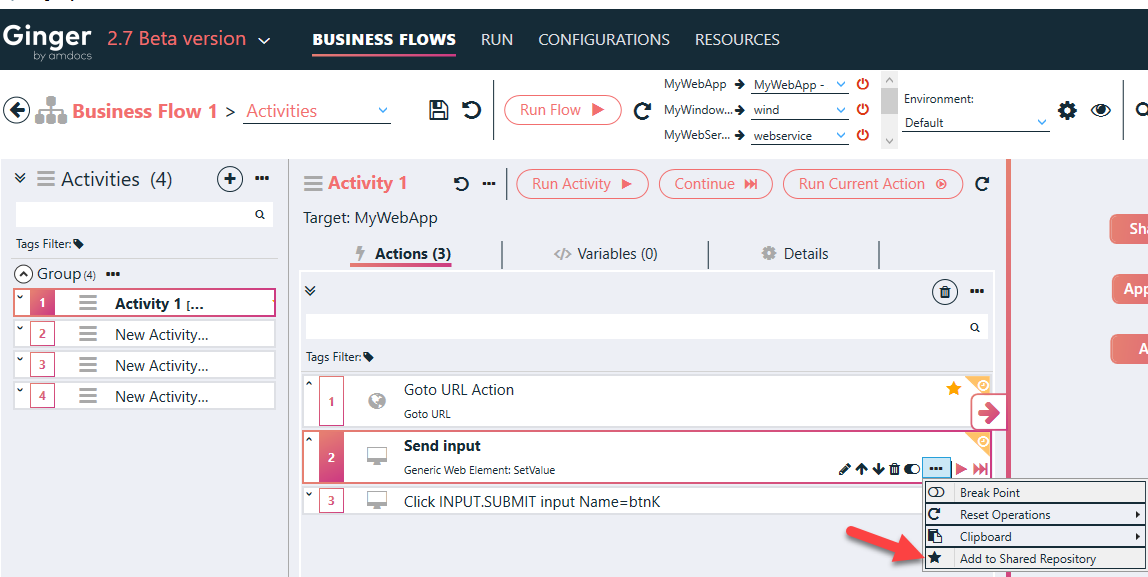 Ginger by amdocs 2.7 Beta version BUSINESS FLOWS RUN CONFIGURATIONS RESOURCES
MyWebApp MyWebApp -
Business Flow 1 > Activities Run Flow MyWindow... wind Environment: Default
MyWebSer... webservice
Activities (4) Activity 1 Run Activity Continue Run Current Action
Target: MyWebApp
Tags Filter: Actions (3) Variables (0) Details
Group (4)
1 Activity 1 [...
2 New Activity...
3 New Activity...
4 New Activity...
Tags Filter:
1 Goto URL Action
Goto URL
2 Send input
Generic Web Element: SetValue
3 Click INPUT.SUBMIT input Name=btnK
Break Point
Reset Operations
Clipboard
Add to Shared Repository